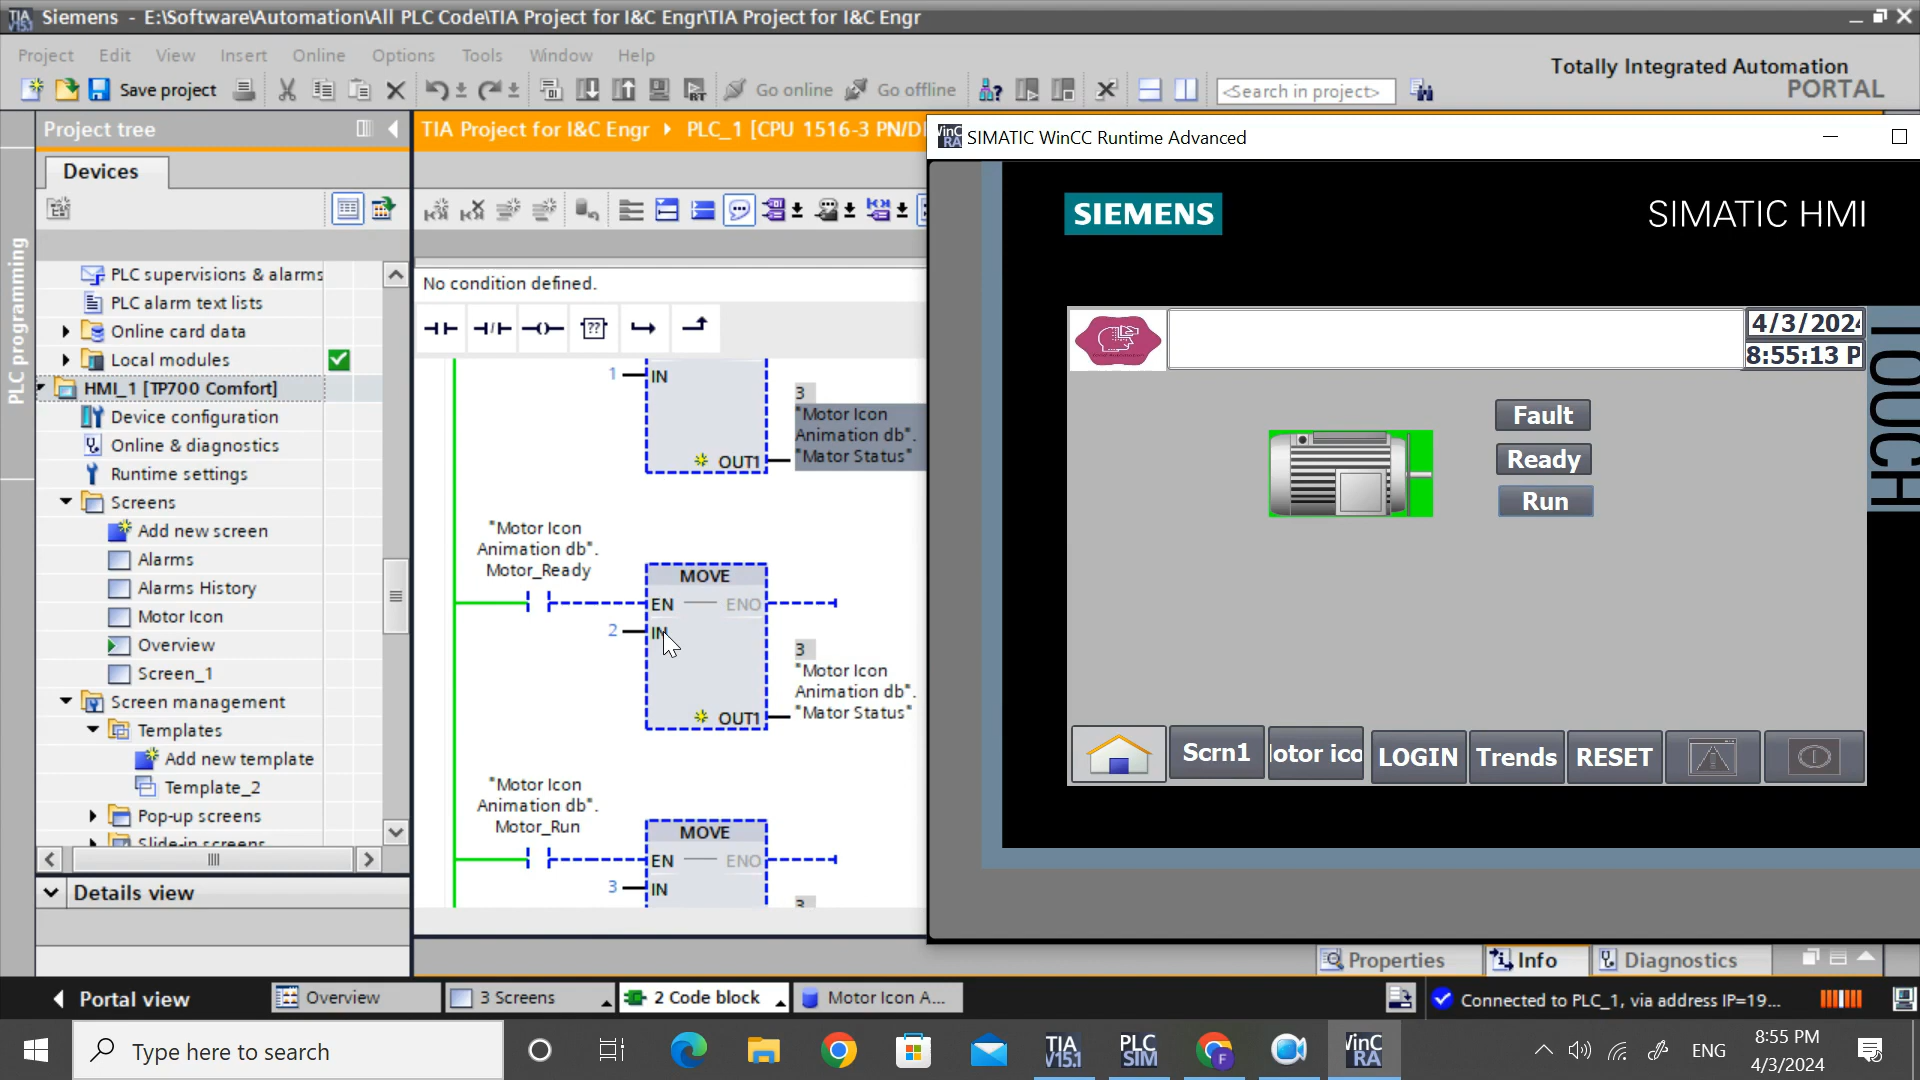 TIA V15.1 Siemens - E:\Software\Automation\All PLC Code\TIA Project for I&C Engr\TIA Project for I&C Engr
Project Edit View Insert Online Options Tools Window Help
Totally Integrated Automation
PORTAL
Save project
RT
Go online
Go offline
<Search in project>
Project tree
TIA Project for I&C Engr
PLC_1 [CPU 1516-3 PN/D
Devices
PLC programming
PLC supervisions & alarms
PLC alarm text lists
Online card data
Local modules
HMI_1 [TP700 Comfort]
Device configuration
Online & diagnostics
Runtime settings
Screens
Add new screen
Alarms
Alarms History
Motor Icon
Overview
Screen_1
Screen management
Templates
Add new template
Template_2
Pop-up screens
Slide-in screens
Details view
No condition defined.
??
1
IN
3
"Motor Icon
Animation db".
"Mator Status"
OUT1
"Motor Icon
Animation db".
Motor_Ready
MOVE
EN
ENO
2
IN
3
"Motor Icon
Animation db".
"Mator Status"
OUT1
"Motor Icon
Animation db".
Motor_Run
MOVE
EN
ENO
3
IN
3
SIMATIC WinCC Runtime Advanced
SIEMENS
SIMATIC HMI
TOUCH
4/3/2024
8:55:13 P
Fault
Ready
Run
Scrn1
lotor ico
LOGIN
Trends
RESET
Properties
Info
Diagnostics
Portal view
Overview
3 Screens
2 Code block
Motor Icon A...
Connected to PLC_1, via address IP=19...
Type here to search
TIA
V15.1
PLC
SIM
F
WinC
RA
ENG
8:55 PM
4/3/2024